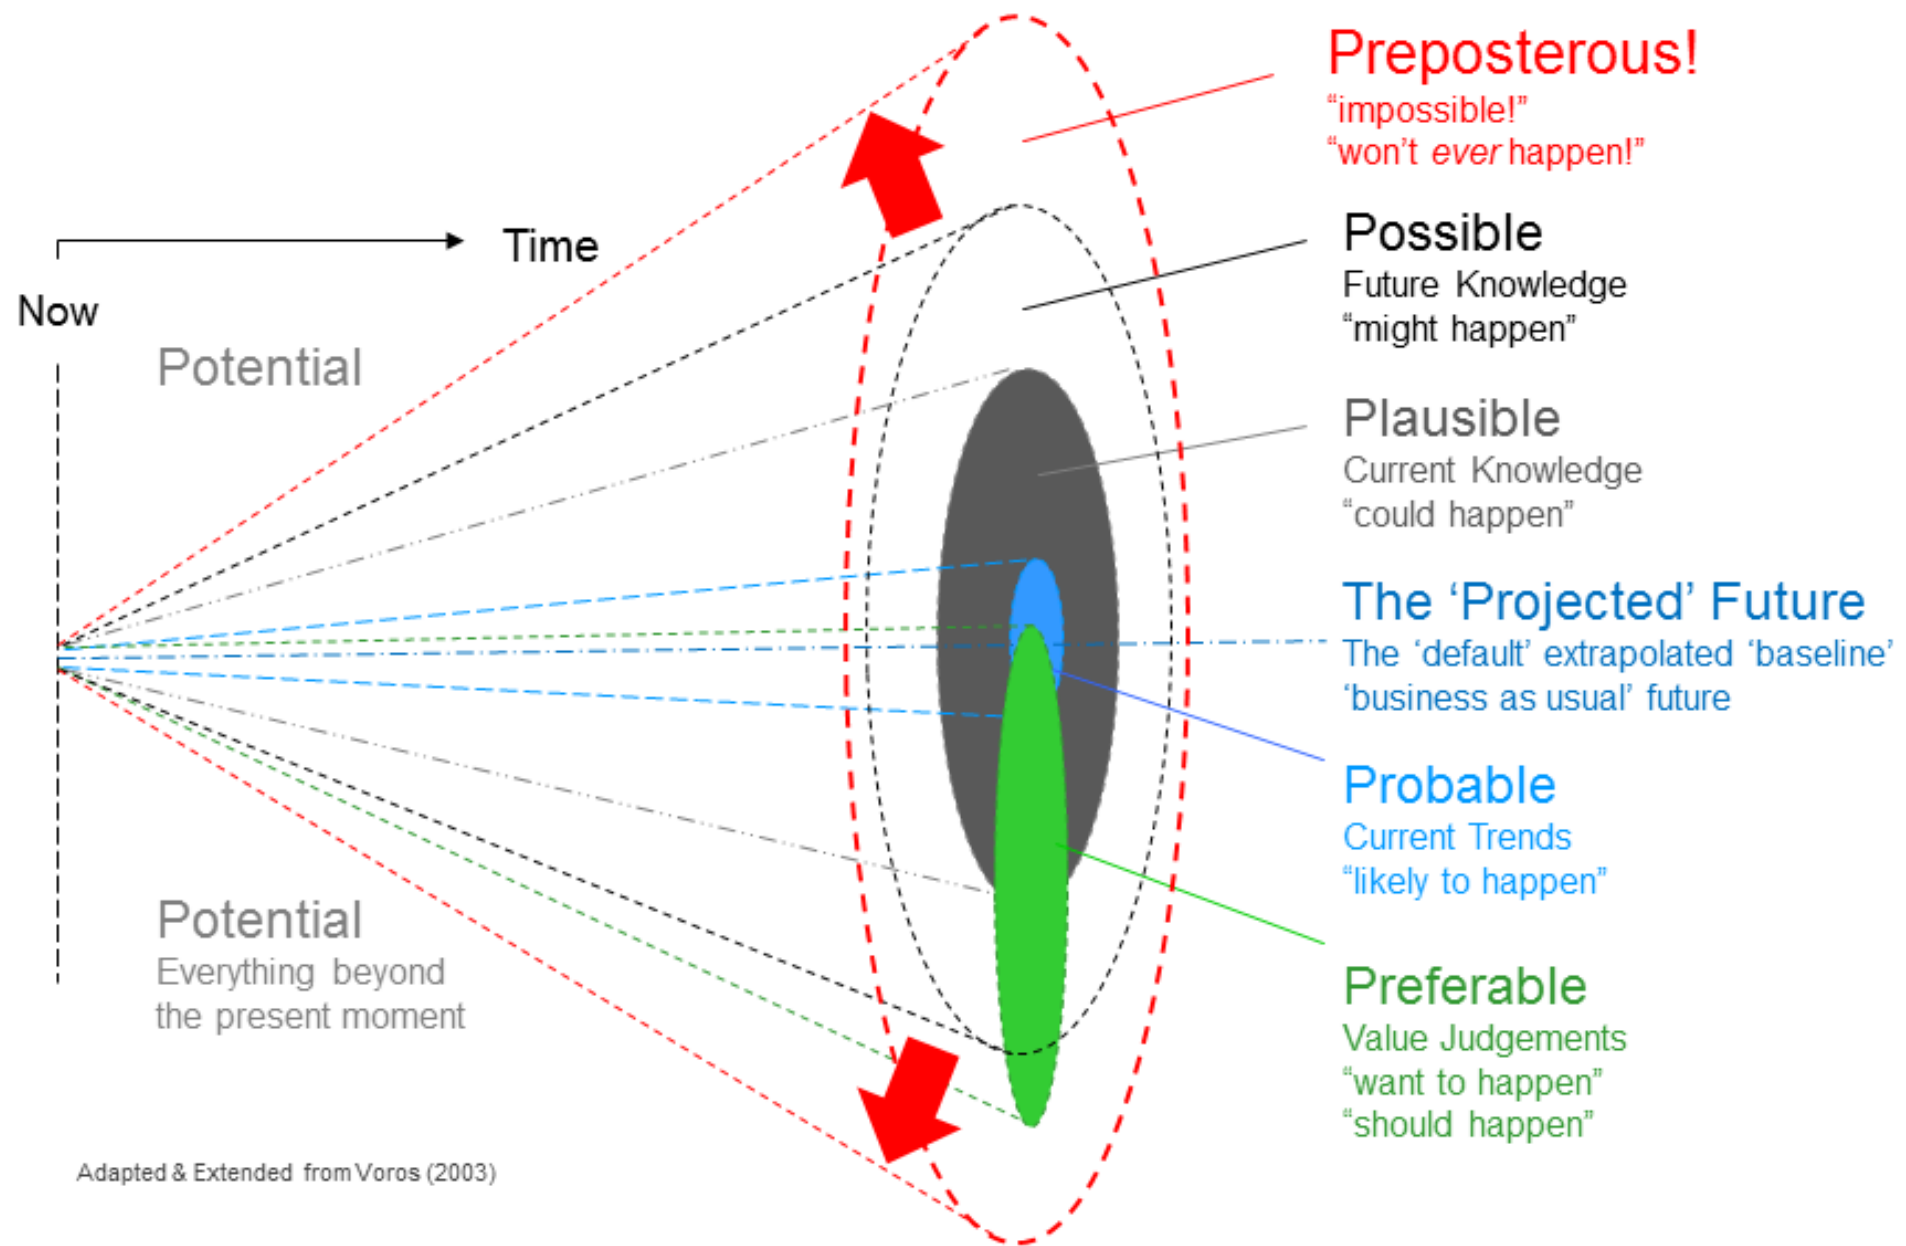 Preposterous!
“impossible!”
“won’t ever happen!”
Time
Now
Potential
Possible
Future Knowledge
“might happen”
Plausible
Current Knowledge
“could happen”
The ‘Projected’ Future
The ‘default’ extrapolated ‘baseline’
‘business as usual’ future
Probable
Current Trends
“likely to happen”
Potential
Everything beyond
the present moment
Preferable
Value Judgements
“want to happen”
“should happen”
Adapted & Extended from Voros (2003)